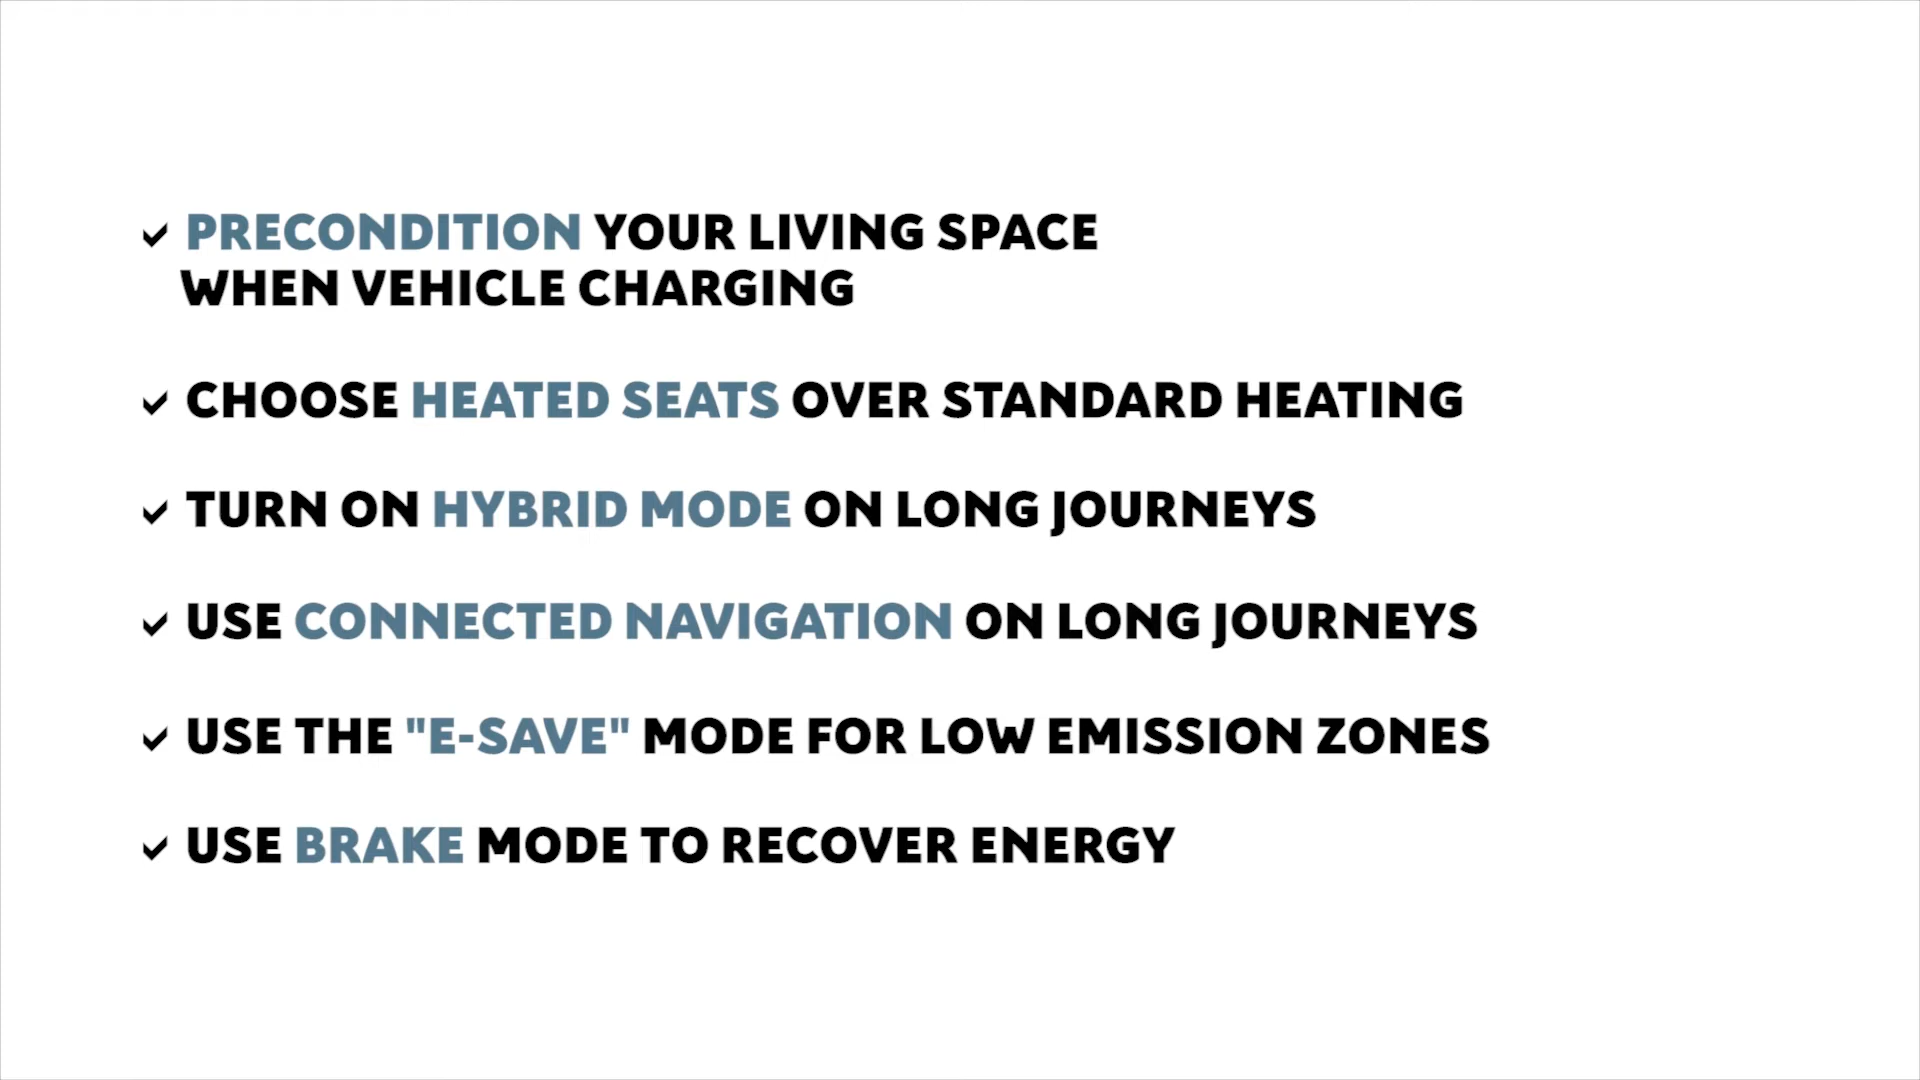 ✓ PRECONDITION YOUR LIVING SPACE
WHEN VEHICLE CHARGING
✓ CHOOSE HEATED SEATS OVER STANDARD HEATING
✓ TURN ON HYBRID MODE ON LONG JOURNEYS
✓ USE CONNECTED NAVIGATION ON LONG JOURNEYS
✓ USE THE "E-SAVE" MODE FOR LOW EMISSION ZONES
✓ USE BRAKE MODE TO RECOVER ENERGY